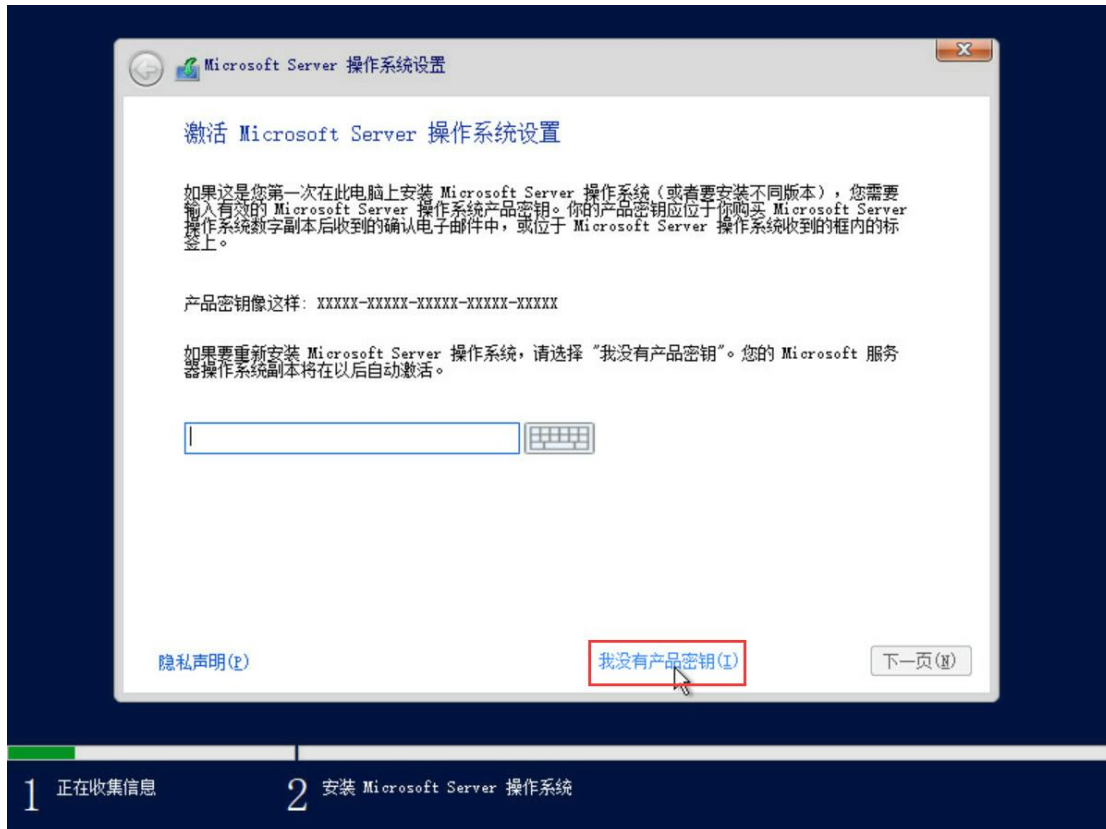 Microsoft Server 操作系统设置
激活 Microsoft Server 操作系统设置
如果这是您第一次在此电脑上安装 Microsoft Server 操作系统（或者要安装不同版本），您需要
输入有效的 Microsoft Server 操作系统产品密钥。你的产品密钥应位于你购买 Microsoft Server
操作系统数字副本后收到的确认电子邮件中，或位于 Microsoft Server 操作系统收到的框内的标
签上。
产品密钥像这样: XXXXX-XXXXX-XXXXX-XXXXX-XXXXX
如果要重新安装 Microsoft Server 操作系统，请选择 "我没有产品密钥"。您的 Microsoft 服务
器操作系统副本将在以后自动激活。
隐私声明(P)
我没有产品密钥(I)
下一页(N)
1 正在收集信息
2 安装 Microsoft Server 操作系统